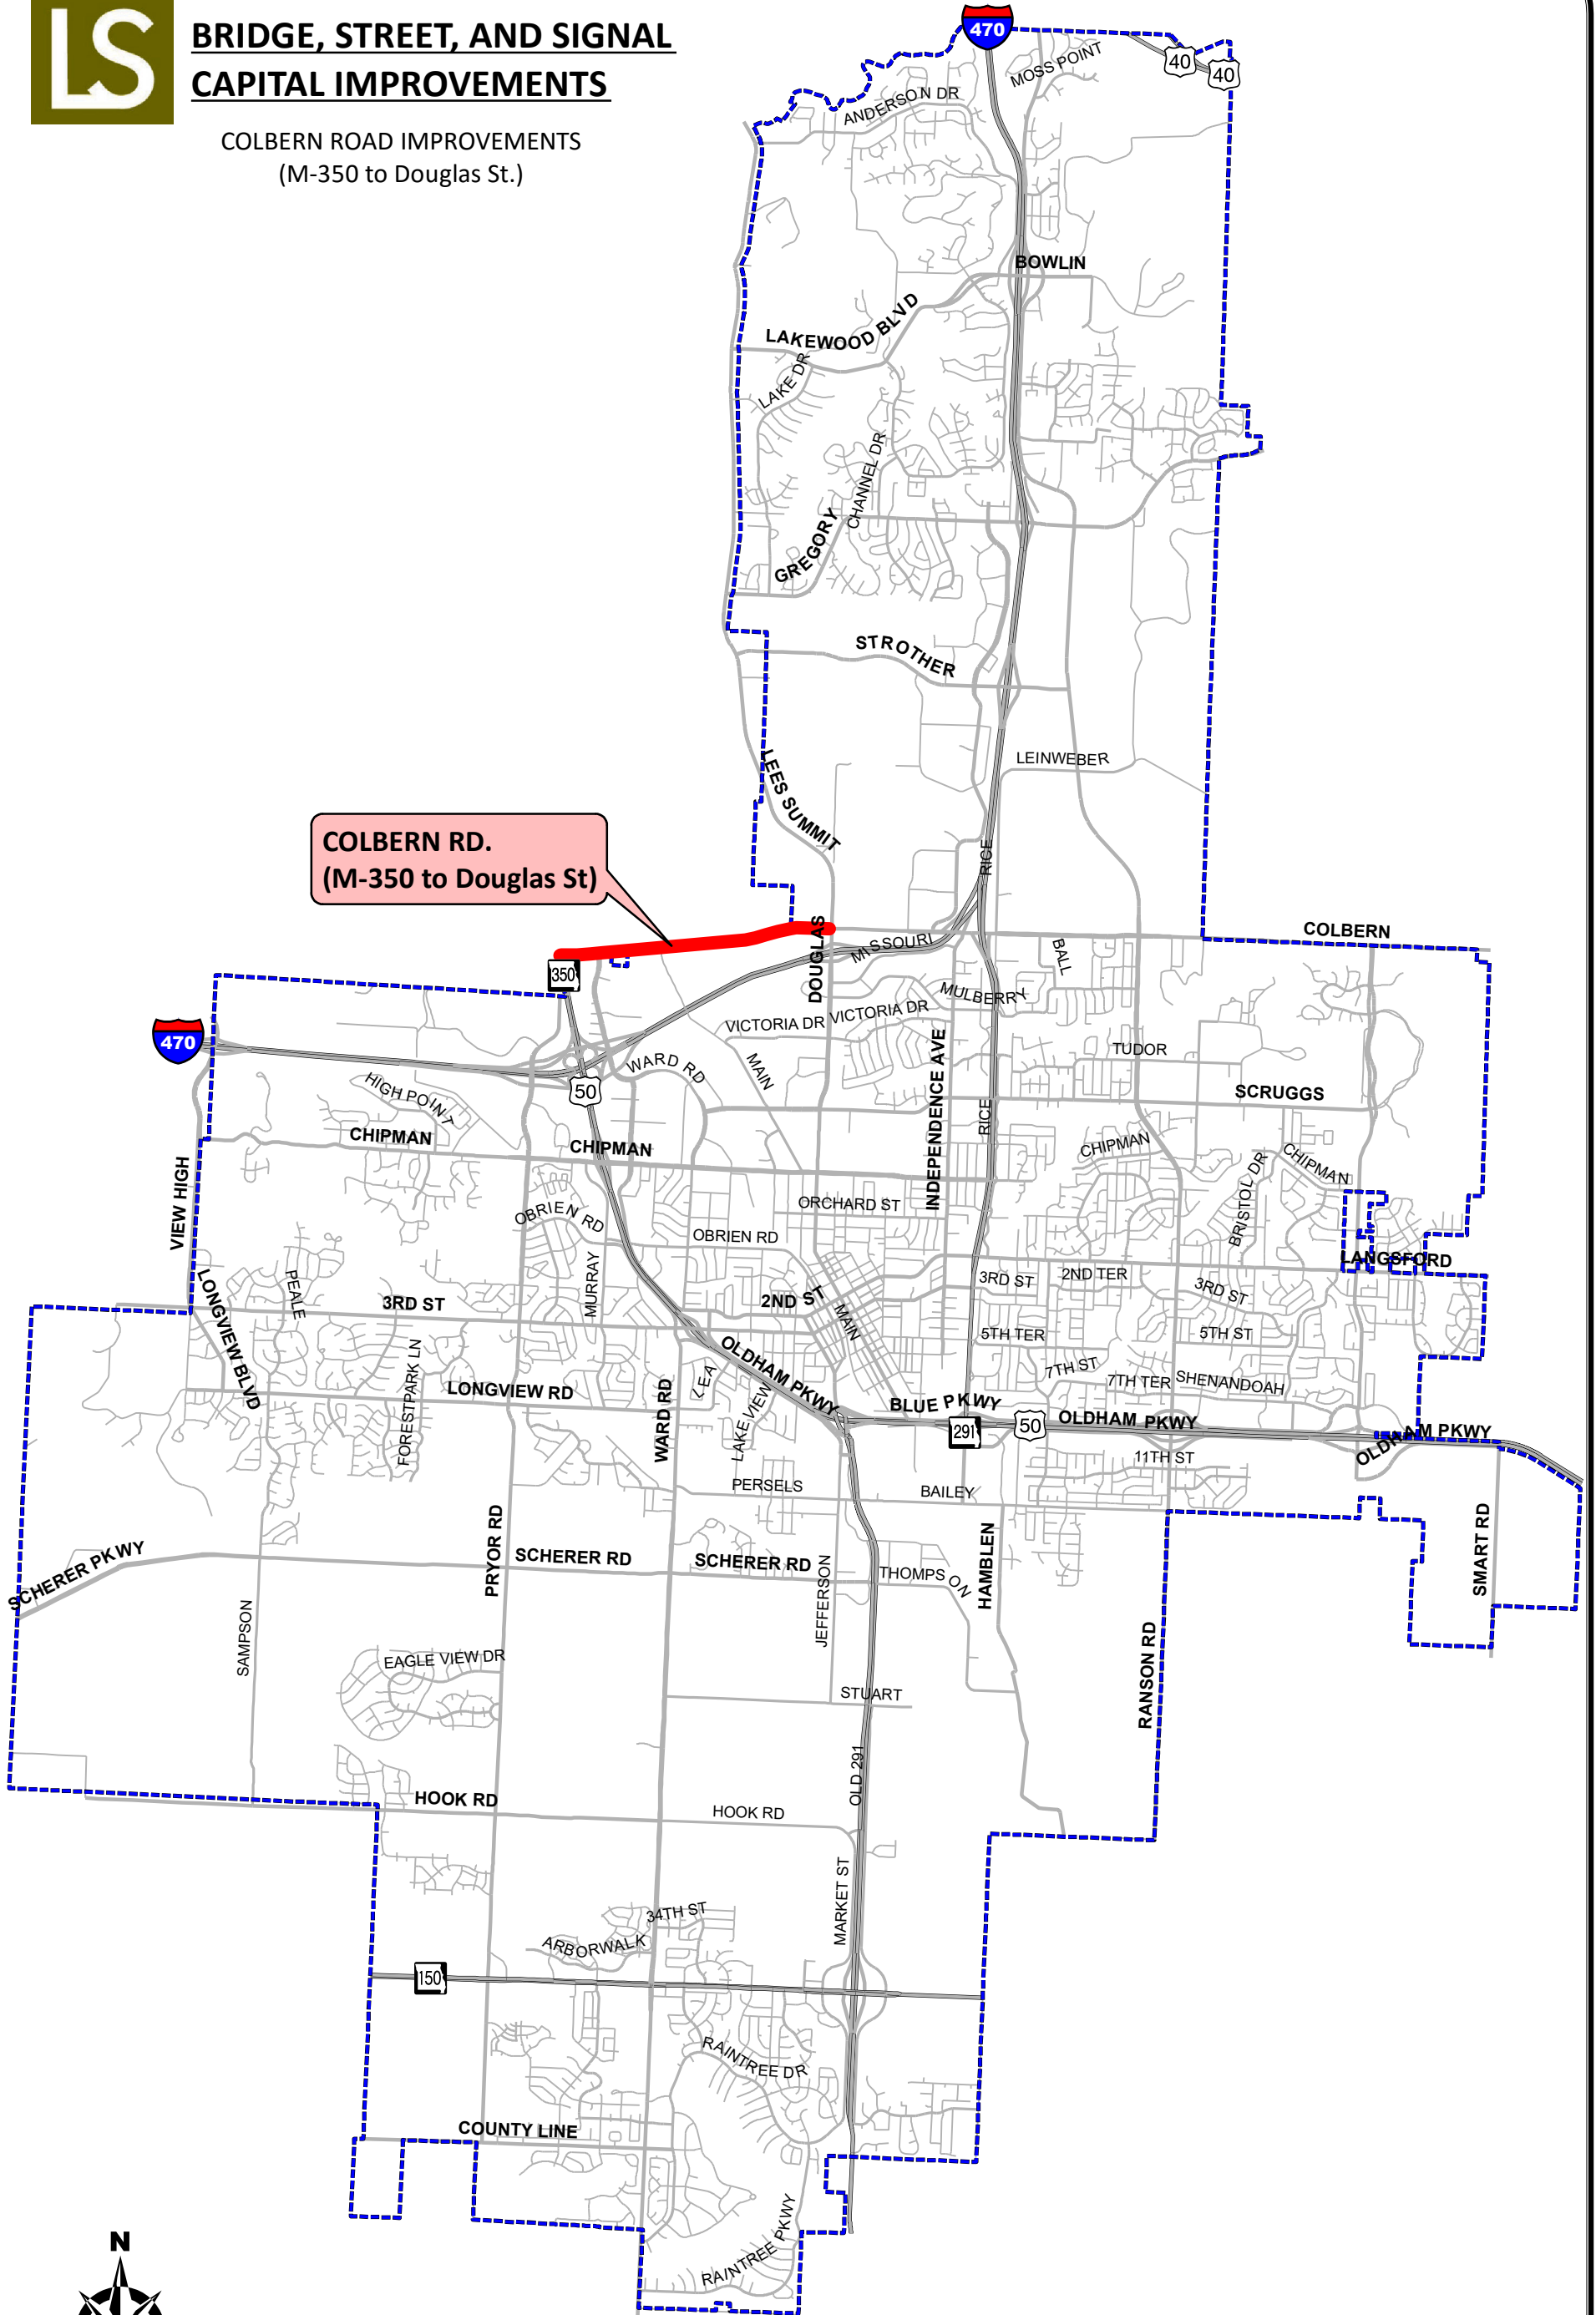 LS
BRIDGE, STREET, AND SIGNAL
CAPITAL IMPROVEMENTS
COLBERN ROAD IMPROVEMENTS
(M-350 to Douglas St.)
470
MOSS POINT
40
40
ANDERSON DR
BOWLIN
LAKEWOOD BLVD
LAKE DR
CHANNEL DR
GREGORY
STROTHER
LEINWEBER
LEES SUMMIT
RICE
COLBERN RD.
(M-350 to Douglas St)
DOUGLAS
MISSOURI
BALL
COLBERN
350
MULBERRY
VICTORIA DR
VICTORIA DR
470
WARD RD
MAIN
INDEPENDENCE AVE
TUDOR
50
HIGH POINT
RICE
SCRUGGS
CHIPMAN
CHIPMAN
CHIPMAN
CHIPMAN
VIEW HIGH
ORCHARD ST
BRISTOL DR
OBRIEN RD
OBRIEN RD
LANGSFORD
MURRAY
PEALE
LONGVIEW BLVD
3RD ST
2ND ST
MAIN
3RD ST
2ND TER
3RD ST
5TH TER
5TH ST
OLDHAM PKWY
LEA
FORESTPARK LN
LONGVIEW RD
WARD RD
LAKE VIEW
7TH ST
7TH TER
SHENANDOAH
BLUE PKWY
291
50
OLDHAM PKWY
OLDHAM PKWY
11TH ST
PERSELS
BAILEY
SCHERER PKWY
PRYOR RD
SCHERER RD
SCHERER RD
JEFFERSON
THOMPSON
HAMBLEN
SMART RD
SAMPSON
EAGLE VIEW DR
STUART
RANSON RD
OLD 291
HOOK RD
HOOK RD
MARKET ST
34TH ST
ARBORWALK
150
RAINTREE DR
COUNTY LINE
RAINTREE PKWY
N